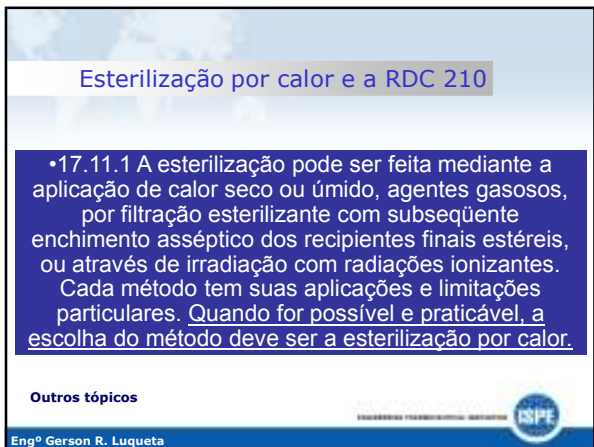 Esterilização por calor e a RDC 210
•17.11.1 A esterilização pode ser feita mediante a
aplicação de calor seco ou úmido, agentes gasosos,
por filtração esterilizante com subseqüente
enchimento asséptico dos recipientes finais estéreis,
ou através de irradiação com radiações ionizantes.
Cada método tem suas aplicações e limitações
particulares. Quando for possível e praticável, a
escolha do método deve ser a esterilização por calor.
Outros tópicos
ISPE
Engº Gerson R. Luqueta